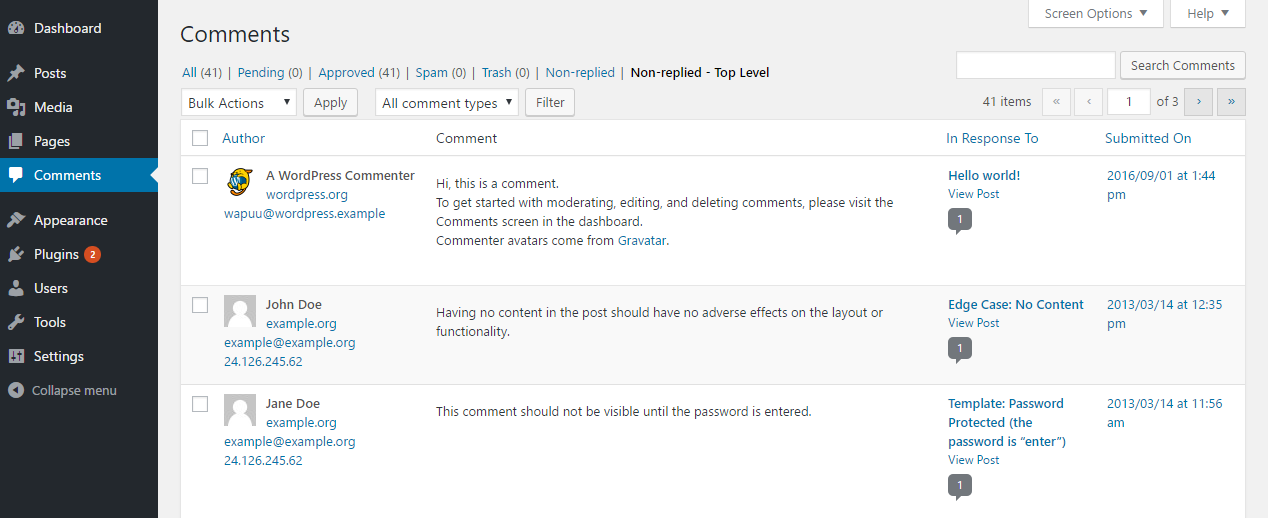 Screen Options ▼ Help ▼
Dashboard
Posts
Media
Pages
Comments
Appearance
Plugins 2
Users
Tools
Settings
Collapse menu
Comments
All (41) | Pending (0) | Approved (41) | Spam (0) | Trash (0) | Non-replied | Non-replied - Top Level
Search Comments
Bulk Actions ▼ Apply All comment types ▼ Filter
41 items « ‹ 1 of 3 › »
Author Comment In Response To Submitted On
A WordPress Commenter
wordpress.org
wapuu@wordpress.example
Hi, this is a comment.
To get started with moderating, editing, and deleting comments, please visit the
Comments screen in the dashboard.
Commenter avatars come from Gravatar.
Hello world!
View Post
1
2016/09/01 at 1:44
pm
John Doe
example.org
example@example.org
24.126.245.62
Having no content in the post should have no adverse effects on the layout or
functionality.
Edge Case: No Content
View Post
1
2013/03/14 at 12:35
pm
Jane Doe
example.org
example@example.org
24.126.245.62
This comment should not be visible until the password is entered.
Template: Password
Protected (the
password is “enter”)
View Post
1
2013/03/14 at 11:56
am